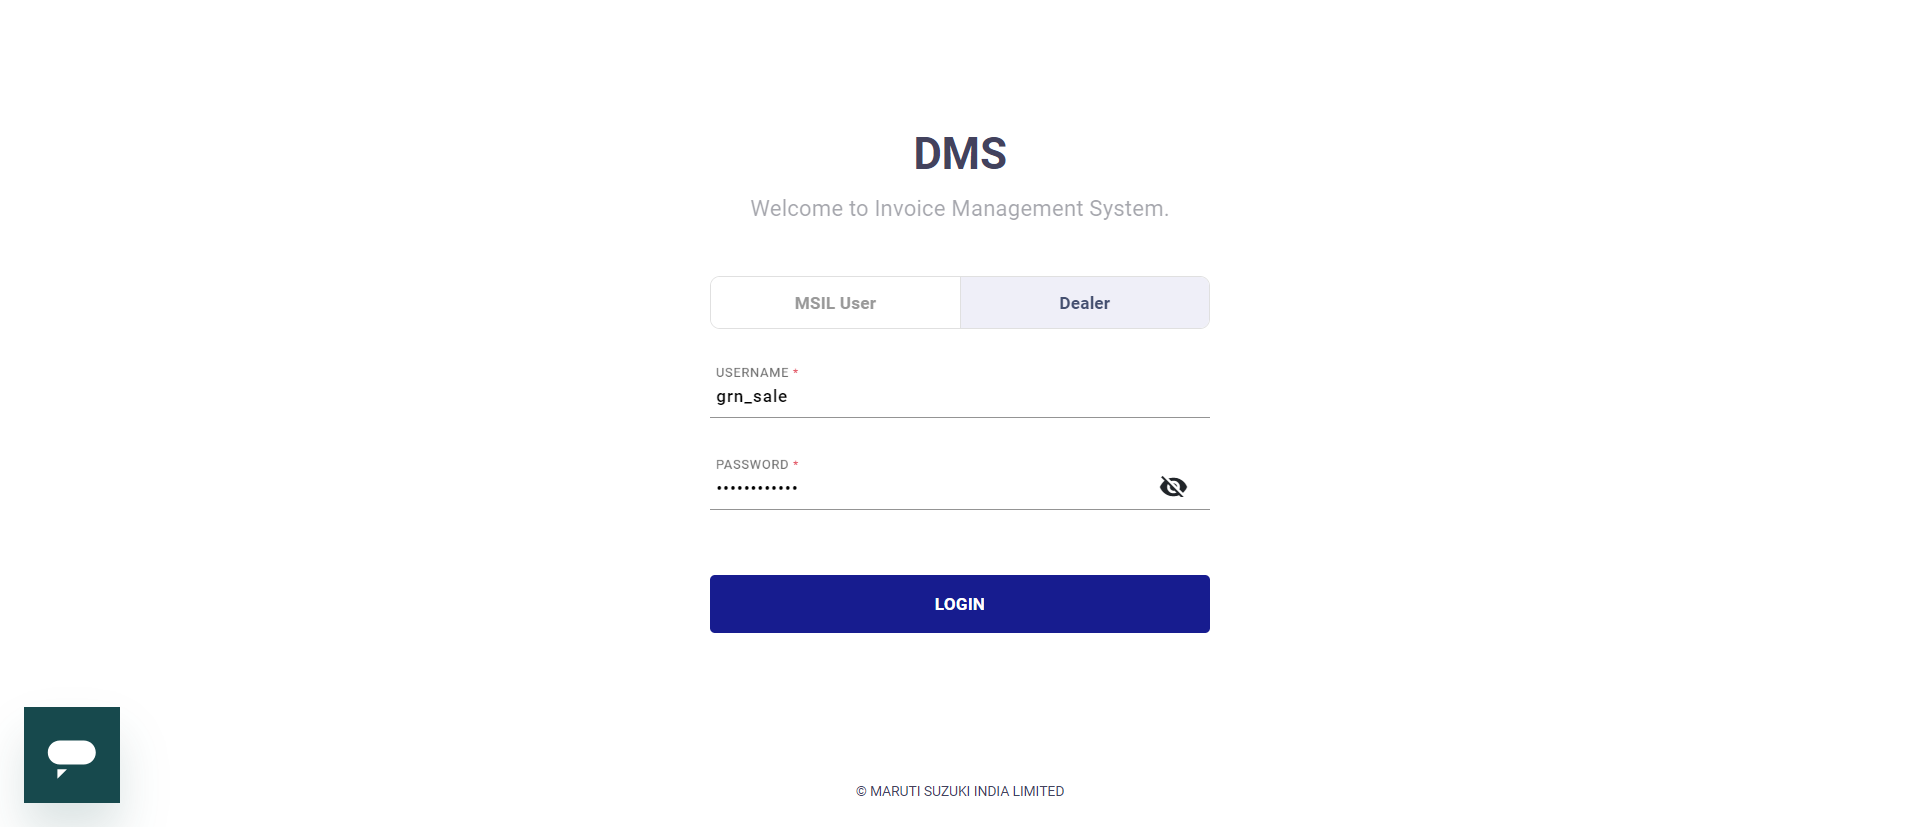 DMS
Welcome to Invoice Management System.
MSIL User
Dealer
USERNAME *
grn_sale
PASSWORD *
••••••••••••
LOGIN
© MARUTI SUZUKI INDIA LIMITED